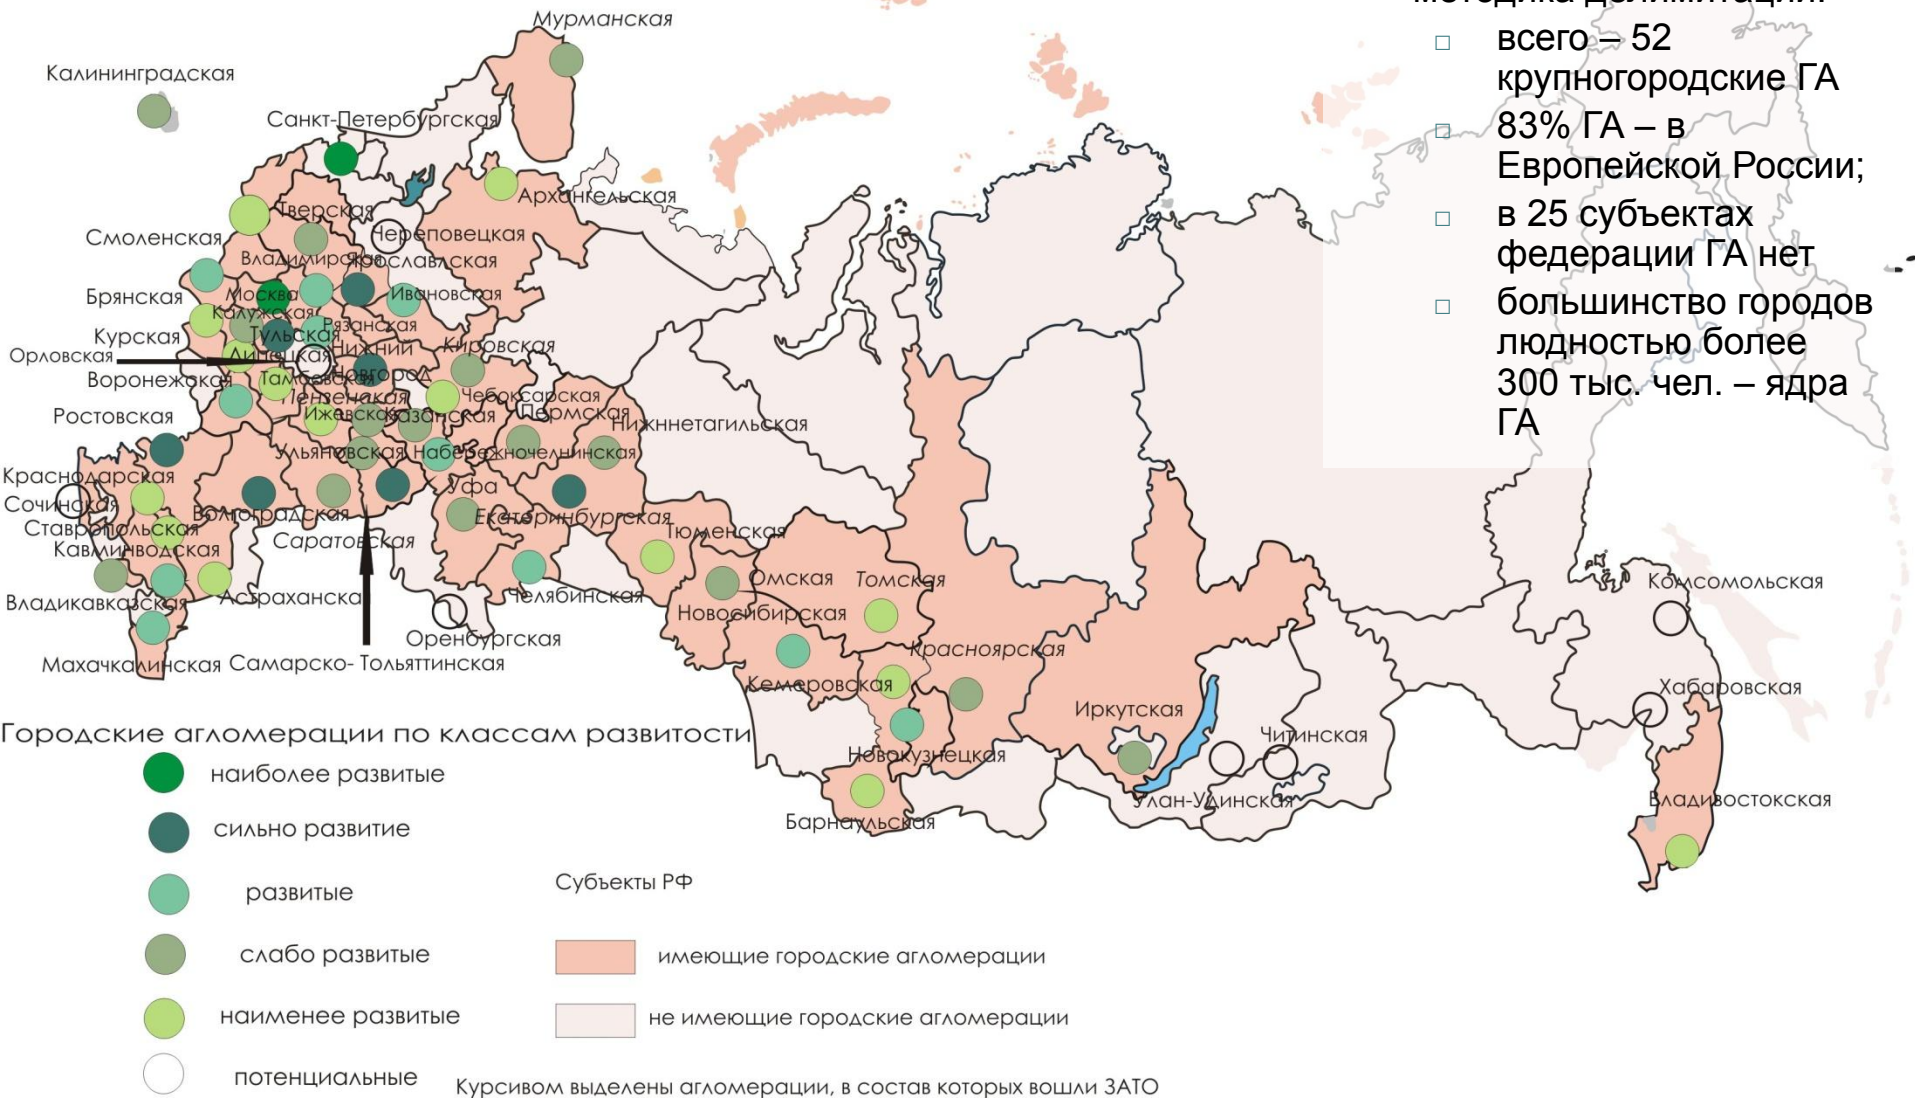 методика делимитации:
всего – 52
крупногородские ГА
83% ГА – в
Европейской России;
в 25 субъектах
федерации ГА нет
большинство городов
людностью более
300 тыс. чел. – ядра
ГА
Мурманская
Калининградская
Санкт-Петербургская
Архангельская
Тверская
Череповецкая
Смоленская
Владимирская
Ярославлская
Брянская
Москва
Ивановская
Калужская
Курская
Тульская
Рязанская
Орловская
Липецкая
Нижний
Новгород
Кировская
Воронежская
Тамбовская
Пензенская
Чебоксарская
Ростовская
Ижевская
Казанская
Пермская
Нижннетагильская
Ульяновская
Набережночелнинская
Краснодарская
Уфа
Сочинская
Волгоградская
Екатеринбургская
Ставропольская
Саратовская
Тюменская
Кавминводская
Омская
Томская
Комсомольская
Владикавказская
Астраханская
Челябинская
Новосибирская
Оренбургская
Махачкалинская
Самарско- Тольяттинская
Красноярская
Кемеровская
Хабаровская
Иркутская
Читинская
Новокузнецкая
Улан-Удинская
Владивостокская
Барнаульская
Городские агломерации по классам развитости
наиболее развитые
сильно развитие
развитые
слабо развитые
наименее развитые
потенциальные
Субъекты РФ
имеющие городские агломерации
не имеющие городские агломерации
Курсивом выделены агломерации, в состав которых вошли ЗАТО